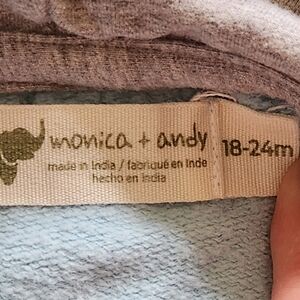 monica + andy
18-24m
made in India / fabriqué en Inde
hecho en India